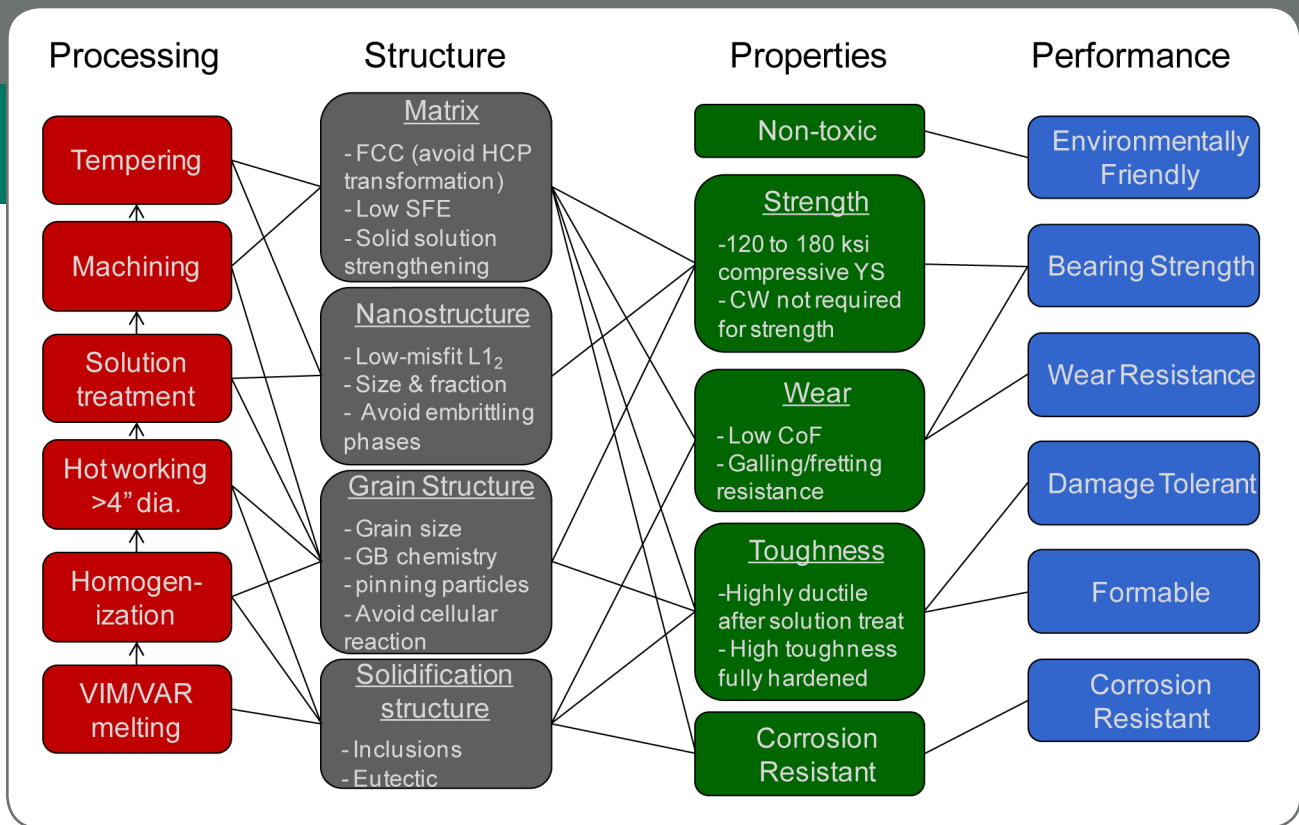 Processing
Structure
Properties
Performance
Tempering
Machining
Solution
treatment
Hot working
>4” dia.
Homogen-
ization
VIM/VAR
melting
Matrix
- FCC (avoid HCP
transformation)
- Low SFE
- Solid solution
strengthening
Nanostructure
- Low-misfit L1₂
- Size & fraction
- Avoid embrittling
phases
Grain Structure
- Grain size
- GB chemistry
- pinning particles
- Avoid cellular
reaction
Solidification
structure
- Inclusions
- Eutectic
Non-toxic
Strength
-120 to 180 ksi
compressive YS
- CW not required
for strength
Wear
- Low CoF
- Galling/fretting
resistance
Toughness
-Highly ductile
after solution treat
- High toughness
fully hardened
Corrosion
Resistant
Environmentally
Friendly
Bearing Strength
Wear Resistance
Damage Tolerant
Formable
Corrosion
Resistant